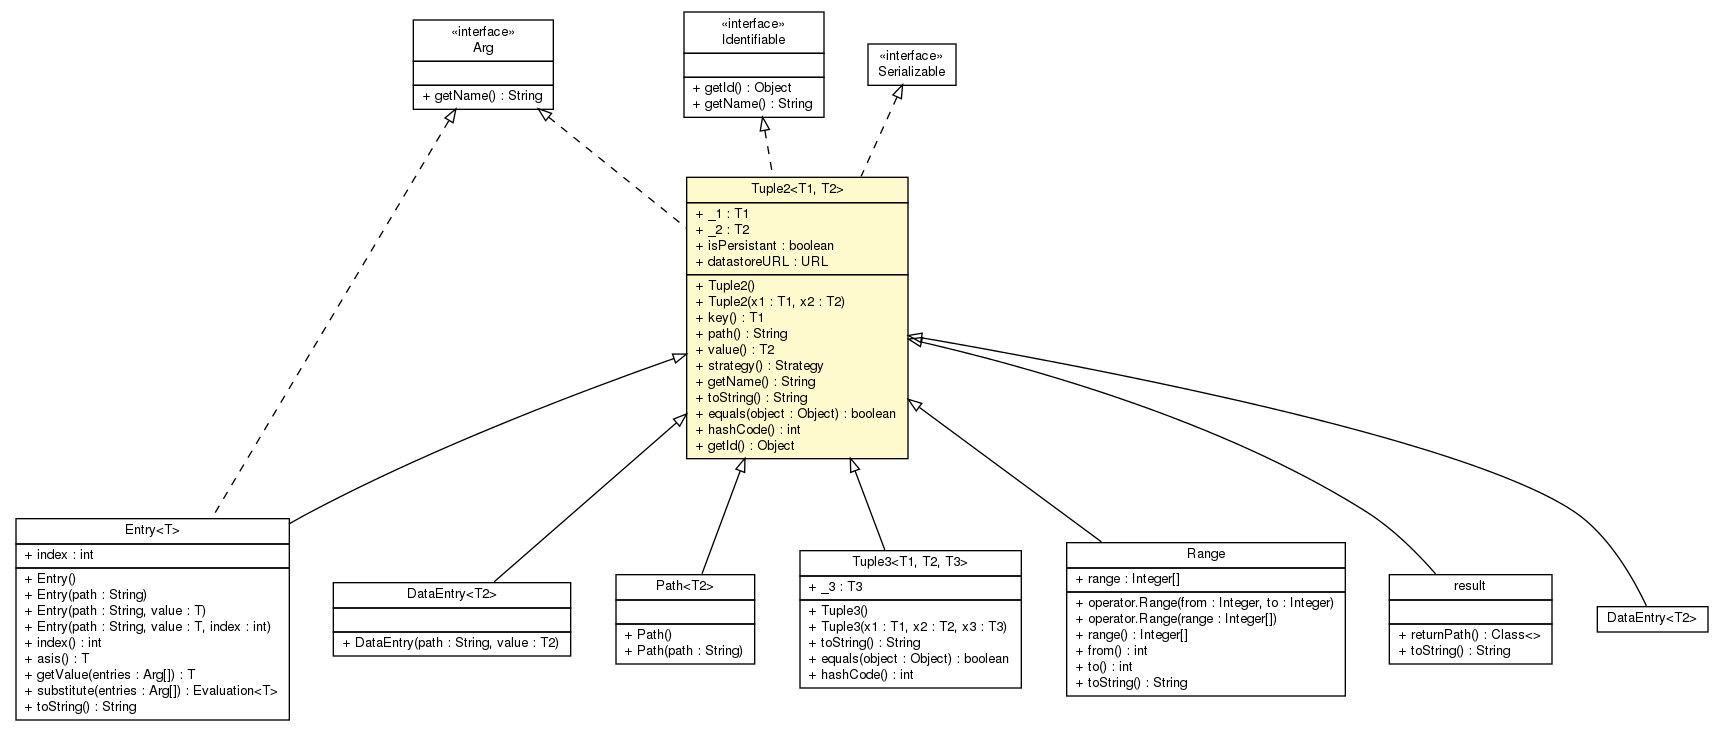 «interface»
Arg
+ getName() : String
«interface»
Identifiable
+ getId() : Object
+ getName() : String
«interface»
Serializable
Tuple2<T1, T2>
+ _1 : T1
+ _2 : T2
+ isPersistant : boolean
+ datastoreURL : URL
+ Tuple2()
+ Tuple2(x1 : T1, x2 : T2)
+ key() : T1
+ path() : String
+ value() : T2
+ strategy() : Strategy
+ getName() : String
+ toString() : String
+ equals(object : Object) : boolean
+ hashCode() : int
+ getId() : Object
Entry<T>
+ index : int
+ Entry()
+ Entry(path : String)
+ Entry(path : String, value : T)
+ Entry(path : String, value : T, index : int)
+ index() : int
+ asis() : T
+ getValue(entries : Arg[]) : T
+ substitute(entries : Arg[]) : Evaluation<T>
+ toString() : String
DataEntry<T2>
+ DataEntry(path : String, value : T2)
Path<T2>
+ Path()
+ Path(path : String)
Tuple3<T1, T2, T3>
+ _3 : T3
+ Tuple3()
+ Tuple3(x1 : T1, x2 : T2, x3 : T3)
+ toString() : String
+ equals(object : Object) : boolean
+ hashCode() : int
Range
+ range : Integer[]
+ operator.Range(from : Integer, to : Integer)
+ operator.Range(range : Integer[])
+ range() : Integer[]
+ from() : int
+ to() : int
+ toString() : String
result
+ returnPath() : Class<>
+ toString() : String
DataEntry<T2>